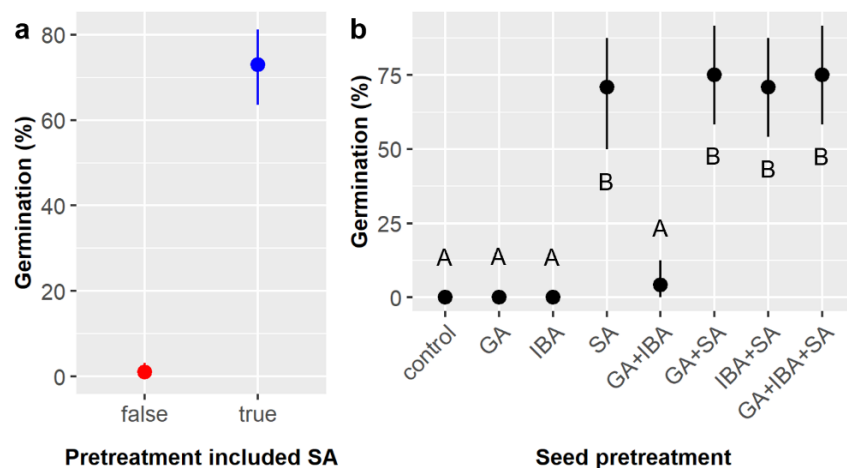 a
Germination (%)
80
60
40
20
0
false true
Pretreatment included SA
b
Germination (%)
75
50
25
0
A A A B A B B B
control GA IBA SA GA+IBA GA+SA IBA+SA GA+IBA+SA
Seed pretreatment